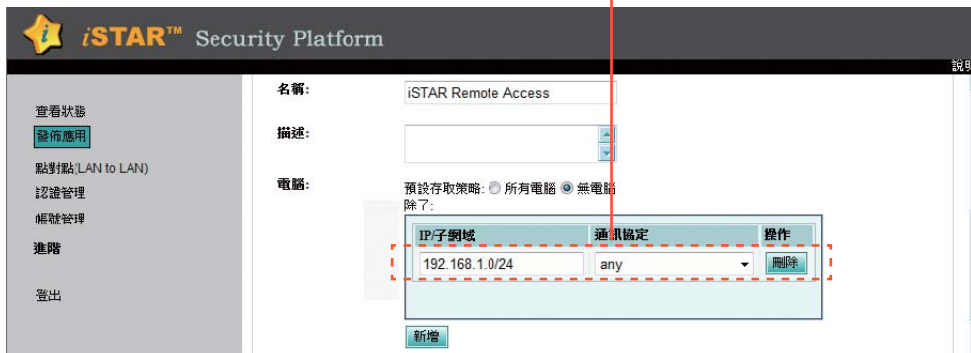 iSTAR™ Security Platform
說明
查看狀態
發佈應用
點對點(LAN to LAN)
認證管理
帳號管理
進階
登出
名稱:
iSTAR Remote Access
描述:
電腦:
預設存取策略: 所有電腦 無電腦
除了:
IP/子網域 通訊協定 操作
192.168.1.0/24 any 刪除
新增